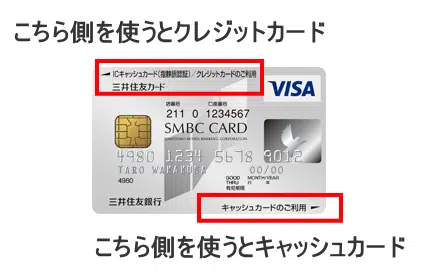 こちら側を使うとクレジットカード
ICキャッシュカード(指静脈認証)/クレジットカードのご利用
三井住友カード
VISA
店番号 口座番号
211 0 1234567
SMBC CARD
SUMITOMO MITSUI BANKING CORPORATION
4980 1234 5678 9012
TARO WAKAKUSA 00/00
4980
GOOD THRU MONTH/YEAR
有効期限
三井住友銀行
キャッシュカードのご利用
こちら側を使うとキャッシュカード